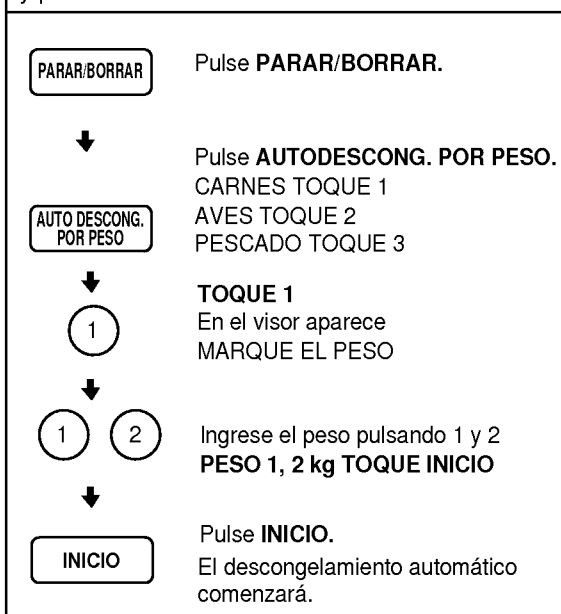 PARAR/BORRAR
Pulse PARAR/BORRAR.
AUTO DESCONG.
POR PESO
Pulse AUTODESCONG. POR PESO.
CARNES TOQUE 1
AVES TOQUE 2
PESCADO TOQUE 3
1
TOQUE 1
En el visor aparece
MARQUE EL PESO
1 2
Ingrese el peso pulsando 1 y 2
PESO 1, 2 kg TOQUE INICIO
INICIO
Pulse INICIO.
El descongelamiento automático
comenzará.